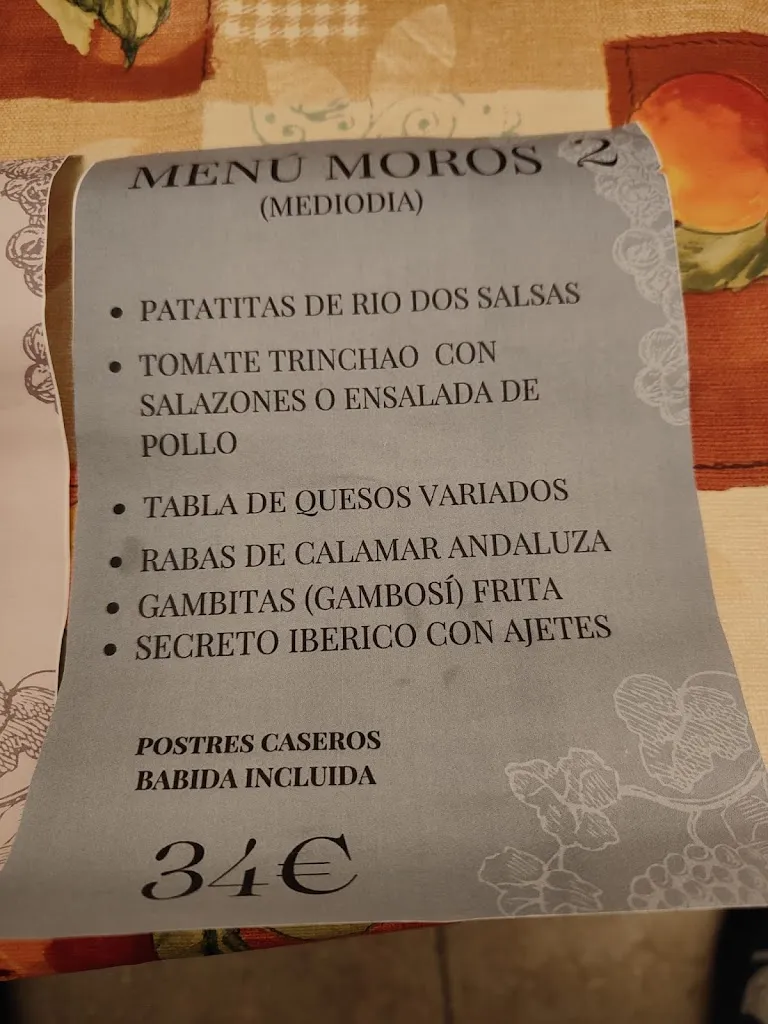 MENÚ MOROS 2
(MEDIODIA)
• PATATITAS DE RIO DOS SALSAS
• TOMATE TRINCHAO CON
SALAZONES O ENSALADA DE
POLLO
• TABLA DE QUESOS VARIADOS
• RABAS DE CALAMAR ANDALUZA
• GAMBITAS (GAMBOSÍ) FRITA
• SECRETO IBERICO CON AJETES
POSTRES CASEROS
BABIDA INCLUIDA
34€